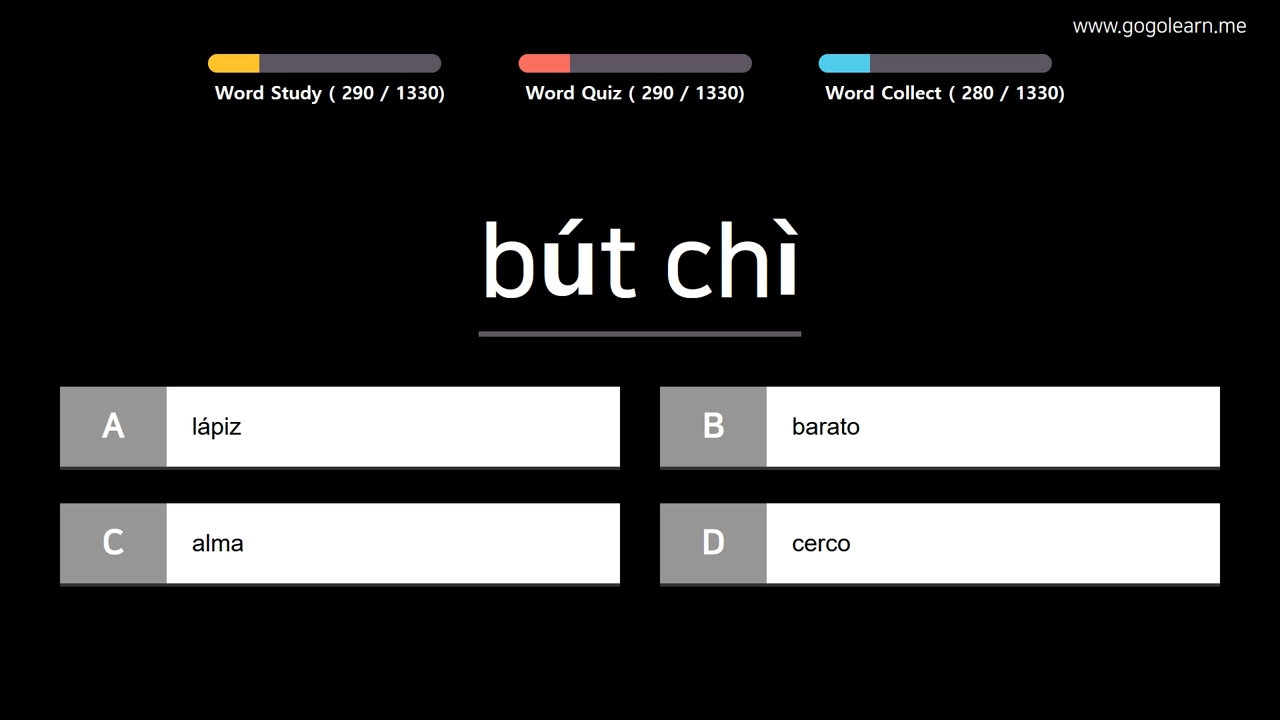 www.gogolearn.me
Word Study ( 290 / 1330)
Word Quiz ( 290 / 1330)
Word Collect ( 280 / 1330)
bút chì
A lápiz
B barato
C alma
D cerco